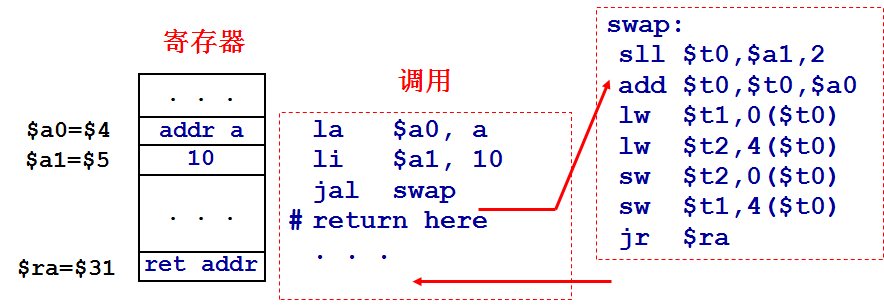 寄存器
. . .
$a0=$4 addr a
$a1=$5 10
. . .
$ra=$31 ret addr
调用
la $a0, a
li $a1, 10
jal swap
# return here
. . .
swap:
sll $t0,$a1,2
add $t0,$t0,$a0
lw $t1,0($t0)
lw $t2,4($t0)
sw $t2,0($t0)
sw $t1,4($t0)
jr $ra